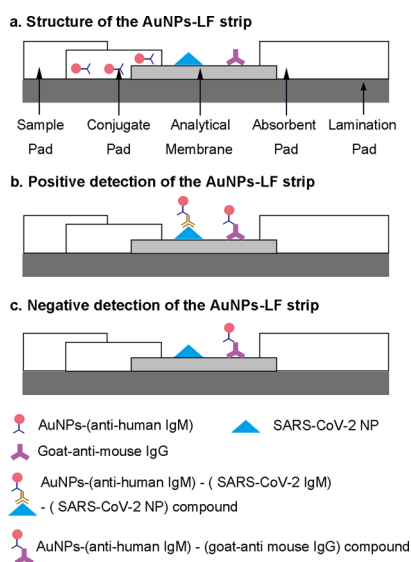 a. Structure of the AuNPs-LF strip
Sample Conjugate Analytical Absorbent Lamination
Pad Pad Membrane Pad Pad
b. Positive detection of the AuNPs-LF strip
c. Negative detection of the AuNPs-LF strip
AuNPs-(anti-human IgM) SARS-CoV-2 NP
Goat-anti-mouse IgG
AuNPs-(anti-human IgM) - ( SARS-CoV-2 IgM)
- ( SARS-CoV-2 NP) compound
AuNPs-(anti-human IgM) - (goat-anti mouse IgG) compound